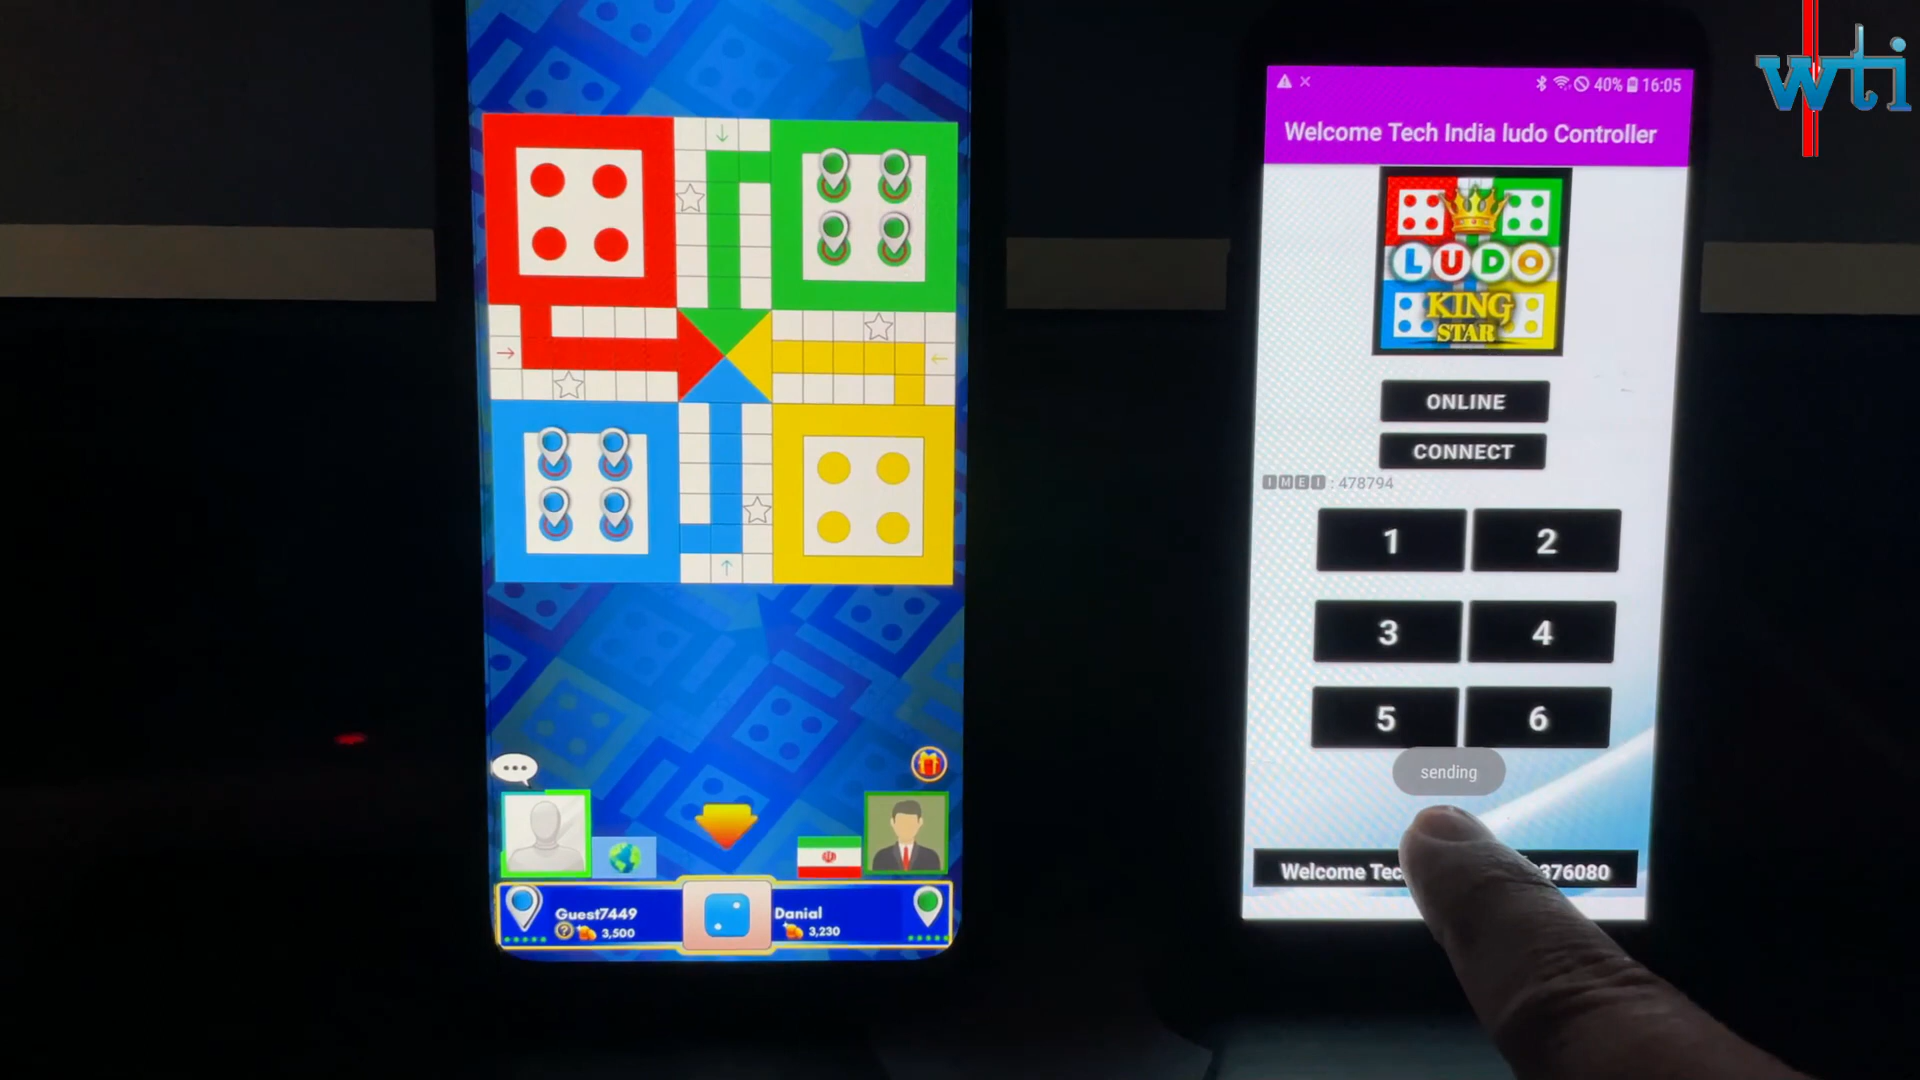 wti
40% 16:05
Welcome Tech India ludo Controller
LUDO
KING
STAR
ONLINE
CONNECT
IMEI : 478794
1 2
3 4
5 6
sending
Welcome Tec 376080
Guest7449
3,500
Danial
3,230